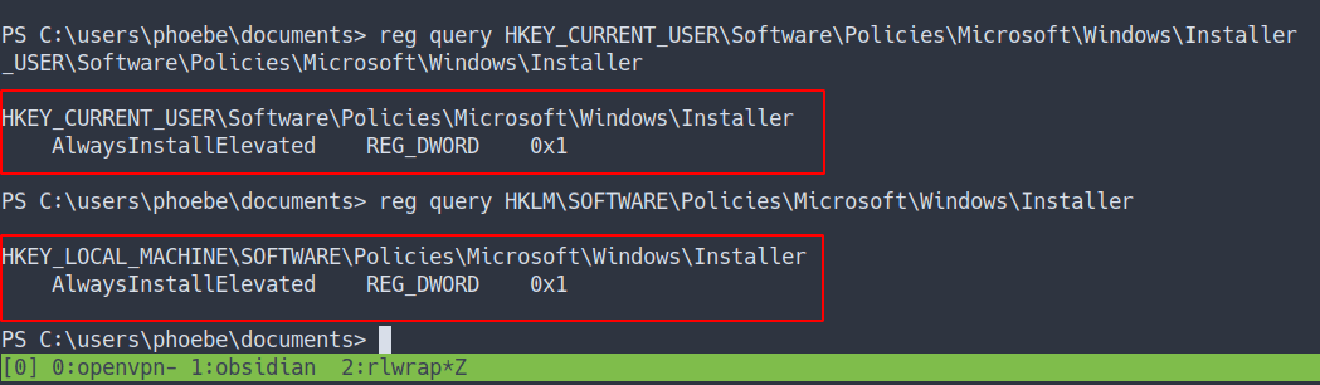 PS C:\users\phoebe\documents> reg query HKEY_CURRENT_USER\Software\Policies\Microsoft\Windows\Installer
_USER\Software\Policies\Microsoft\Windows\Installer
HKEY_CURRENT_USER\Software\Policies\Microsoft\Windows\Installer
    AlwaysInstallElevated    REG_DWORD    0x1
PS C:\users\phoebe\documents> reg query HKLM\SOFTWARE\Policies\Microsoft\Windows\Installer
HKEY_LOCAL_MACHINE\SOFTWARE\Policies\Microsoft\Windows\Installer
    AlwaysInstallElevated    REG_DWORD    0x1
PS C:\users\phoebe\documents>
[0] 0:openvpn- 1:obsidian  2:rlwrap*Z